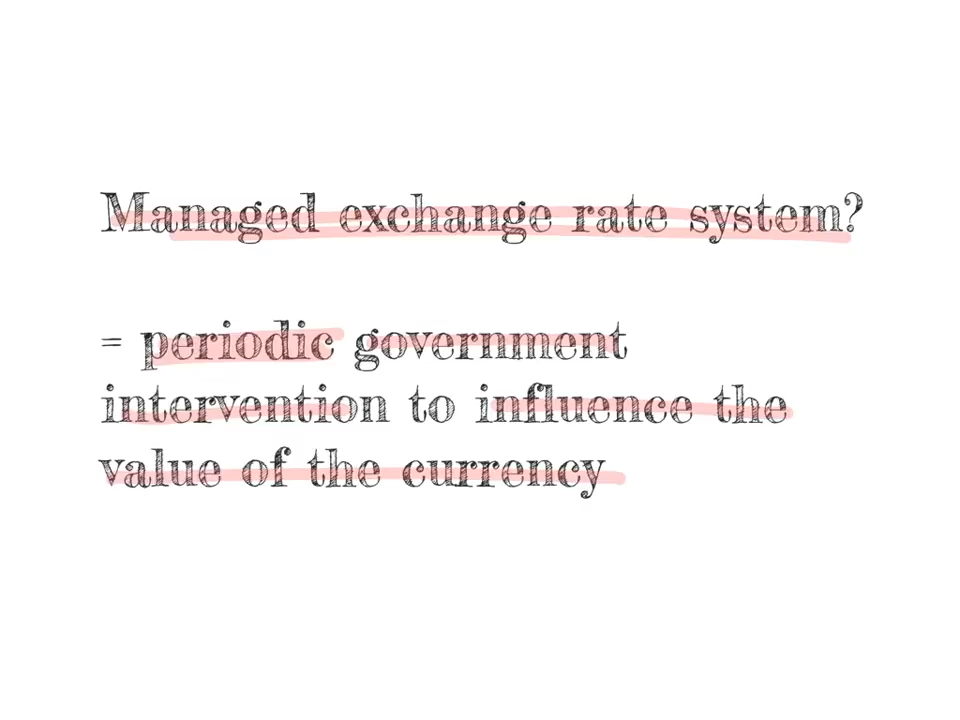 Managed exchange rate system?
= periodic government
intervention to influence the
value of the currency